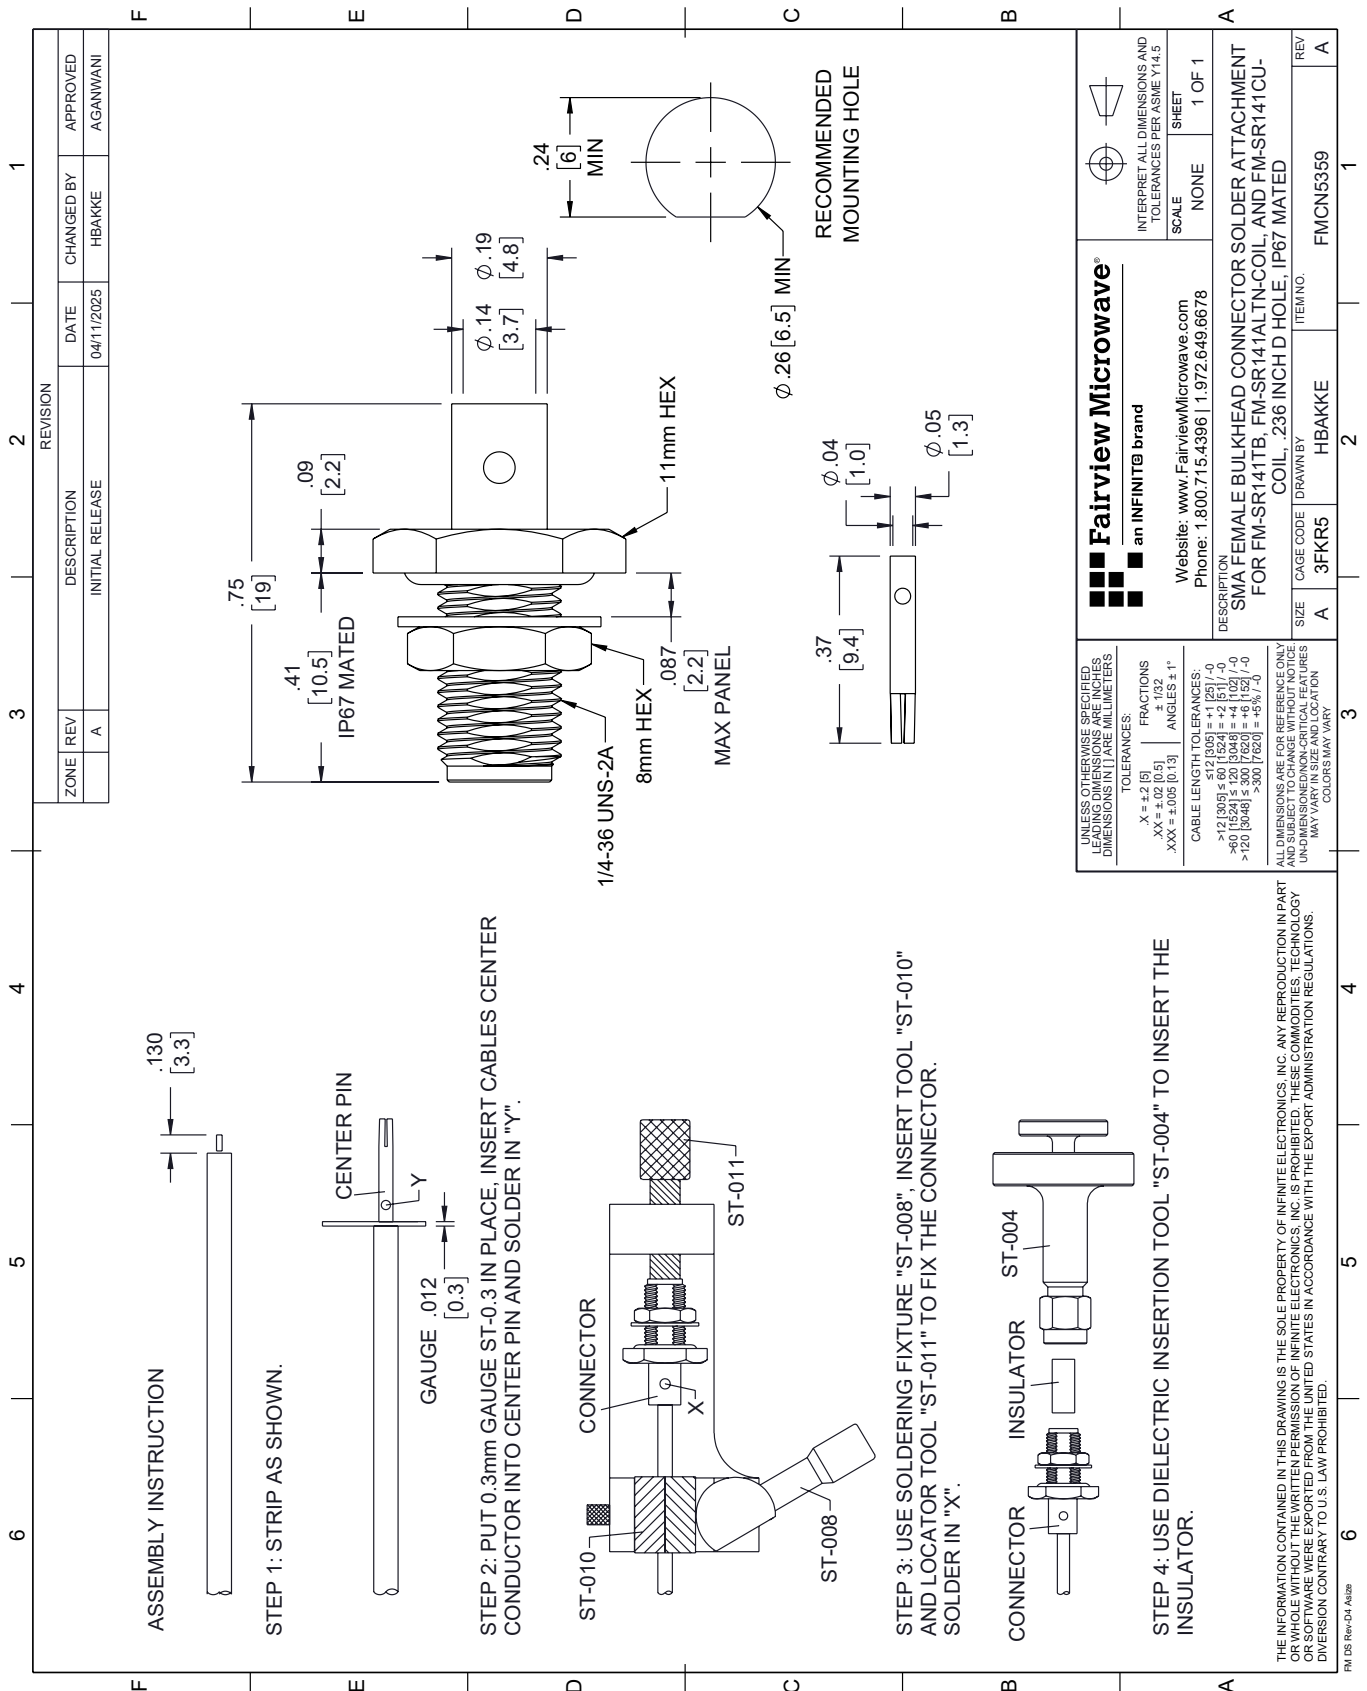 6
5
4
3
2
1
F
E
D
C
B
A
REVISION
ZONE
REV
DESCRIPTION
DATE
CHANGED BY
APPROVED
A
INITIAL RELEASE
04/11/2025
HBAKKE
AGANWANI
ASSEMBLY INSTRUCTION
.130
[3.3]
STEP 1: STRIP AS SHOWN.
CENTER PIN
Y
GAUGE .012
[0.3]
STEP 2: PUT 0.3mm GAUGE ST-0.3 IN PLACE, INSERT CABLES CENTER
CONDUCTOR INTO CENTER PIN AND SOLDER IN "Y".
ST-010
CONNECTOR
X
ST-011
ST-008
STEP 3: USE SOLDERING FIXTURE "ST-008", INSERT TOOL "ST-010"
AND LOCATOR TOOL "ST-011" TO FIX THE CONNECTOR.
SOLDER IN "X".
CONNECTOR
INSULATOR
ST-004
STEP 4: USE DIELECTRIC INSERTION TOOL "ST-004" TO INSERT THE
INSULATOR.
.75
[19]
.41
[10.5]
IP67 MATED
.09
[2.2]
Ø.14
[3.7]
Ø.19
[4.8]
1/4-36 UNS-2A
8mm HEX
.087
[2.2]
MAX PANEL
11mm HEX
.24
[6]
MIN
Ø.26 [6.5] MIN
RECOMMENDED
MOUNTING HOLE
.37
[9.4]
Ø.04
[1.0]
Ø.05
[1.3]
UNLESS OTHERWISE SPECIFIED
LEADING DIMENSIONS ARE INCHES
DIMENSIONS IN [ ] ARE MILLIMETERS
TOLERANCES:
.X = ±.2 [5]
.XX = ±.02 [0.5]
.XXX = ±.005 [0.13]
FRACTIONS
± 1/32
ANGLES ± 1°
CABLE LENGTH TOLERANCES:
≤12 [305] = +1 [25] / -0
>12 [305] ≤ 60 [1524] = +2 [51] / -0
>60 [1524] ≤ 120 [3048] = +4 [102] / -0
>120 [3048] ≤ 300 [7620] = +6 [152] / -0
>300 [7620] = +5% / -0
ALL DIMENSIONS ARE FOR REFERENCE ONLY
AND SUBJECT TO CHANGE WITHOUT NOTICE.
UN-DIMENSIONED/NON-CRITICAL FEATURES
MAY VARY IN SIZE AND LOCATION
COLORS MAY VARY
Fairview Microwave®
an INFINIT@ brand
Website: www.FairviewMicrowave.com
Phone: 1.800.715.4396 | 1.972.649.6678
INTERPRET ALL DIMENSIONS AND
TOLERANCES PER ASME Y14.5
SCALE
NONE
SHEET
1 OF 1
DESCRIPTION
SMA FEMALE BULKHEAD CONNECTOR SOLDER ATTACHMENT
FOR FM-SR141TB, FM-SR141ALTN-COIL, AND FM-SR141CU-
COIL, .236 INCH D HOLE, IP67 MATED
SIZE
A
CAGE CODE
3FKR5
DRAWN BY
HBAKKE
ITEM NO.
FMCN5359
REV
A
THE INFORMATION CONTAINED IN THIS DRAWING IS THE SOLE PROPERTY OF INFINITE ELECTRONICS, INC. ANY REPRODUCTION IN PART
OR WHOLE WITHOUT THE WRITTEN PERMISSION OF INFINITE ELECTRONICS, INC. IS PROHIBITED. THESE COMMODITIES, TECHNOLOGY
OR SOFTWARE WERE EXPORTED FROM THE UNITED STATES IN ACCORDANCE WITH THE EXPORT ADMINISTRATION REGULATIONS.
DIVERSION CONTRARY TO U.S. LAW PROHIBITED.
F
E
D
C
B
A
6
5
4
3
2
1
FM DS Rev-D4 Asize